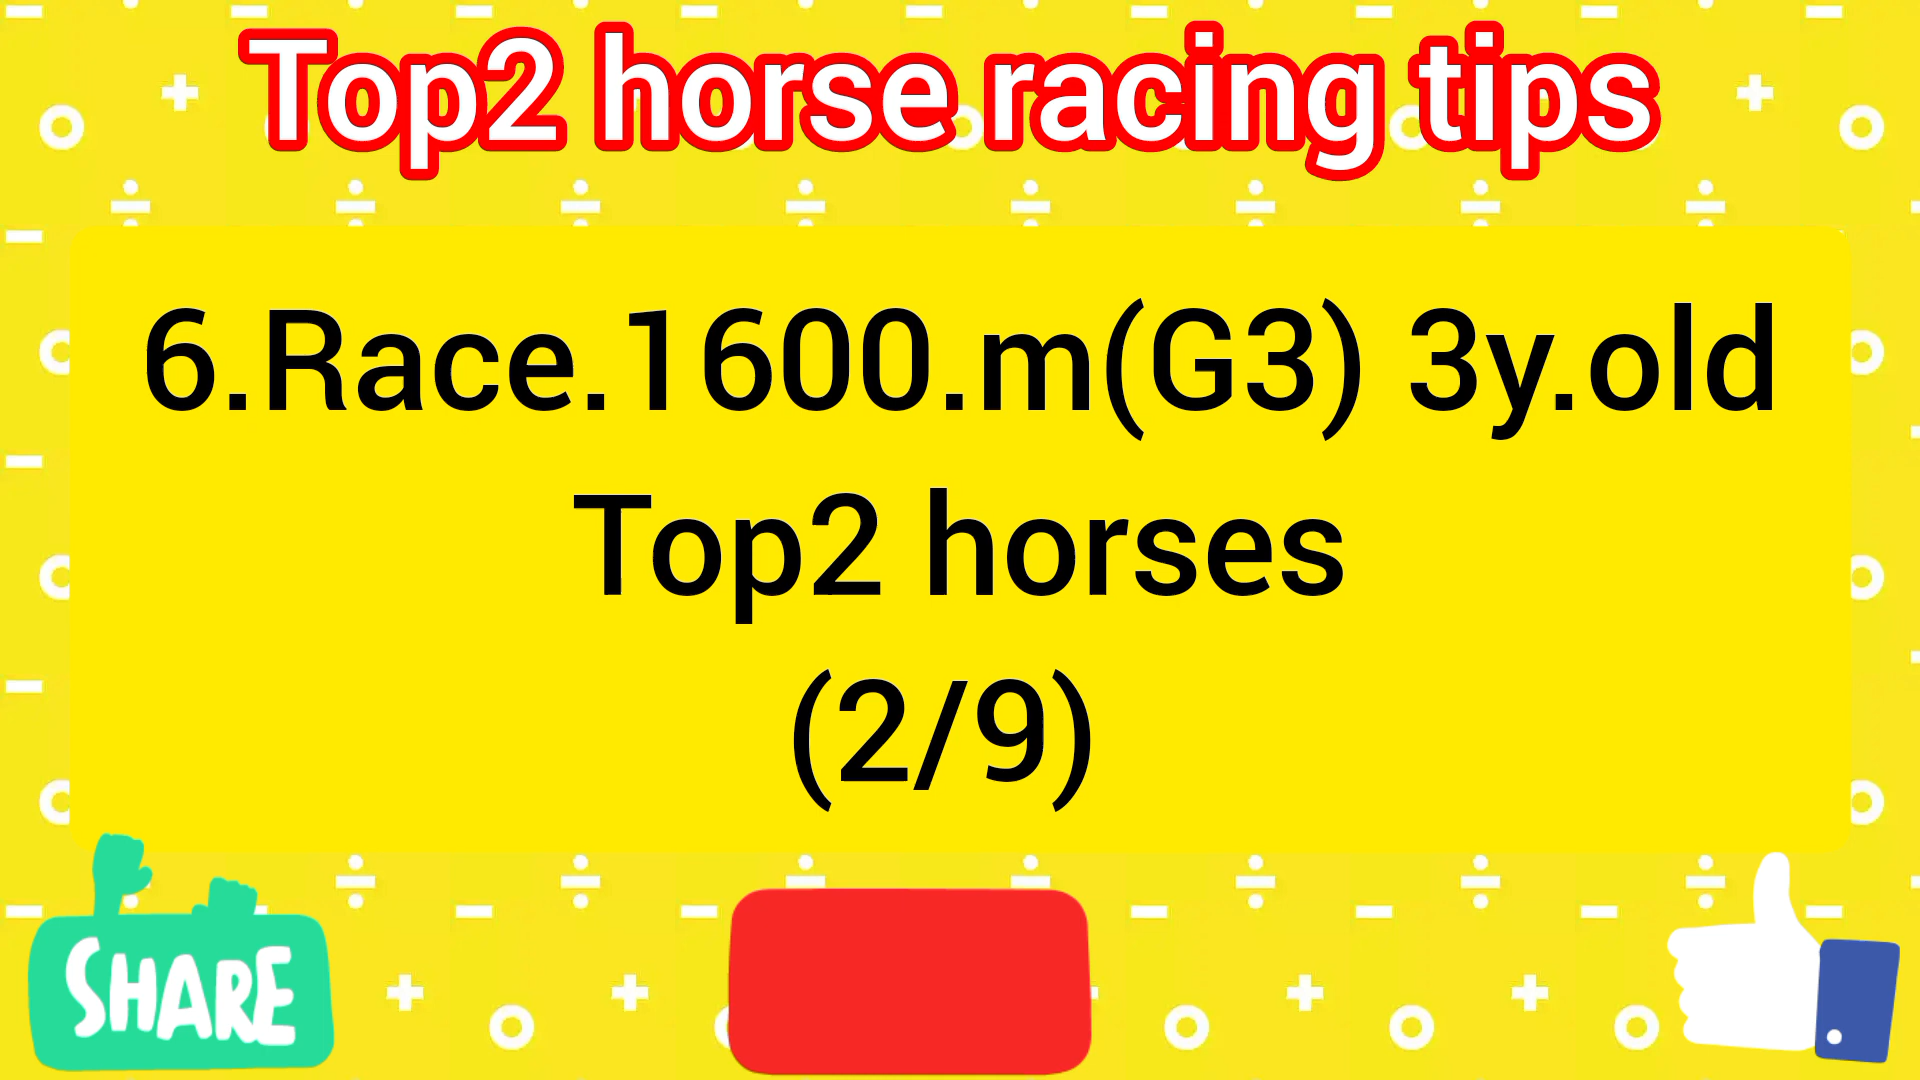 Top2 horse racing tips
6.Race.1600.m(G3) 3y.old
Top2 horses
(2/9)
SHARE